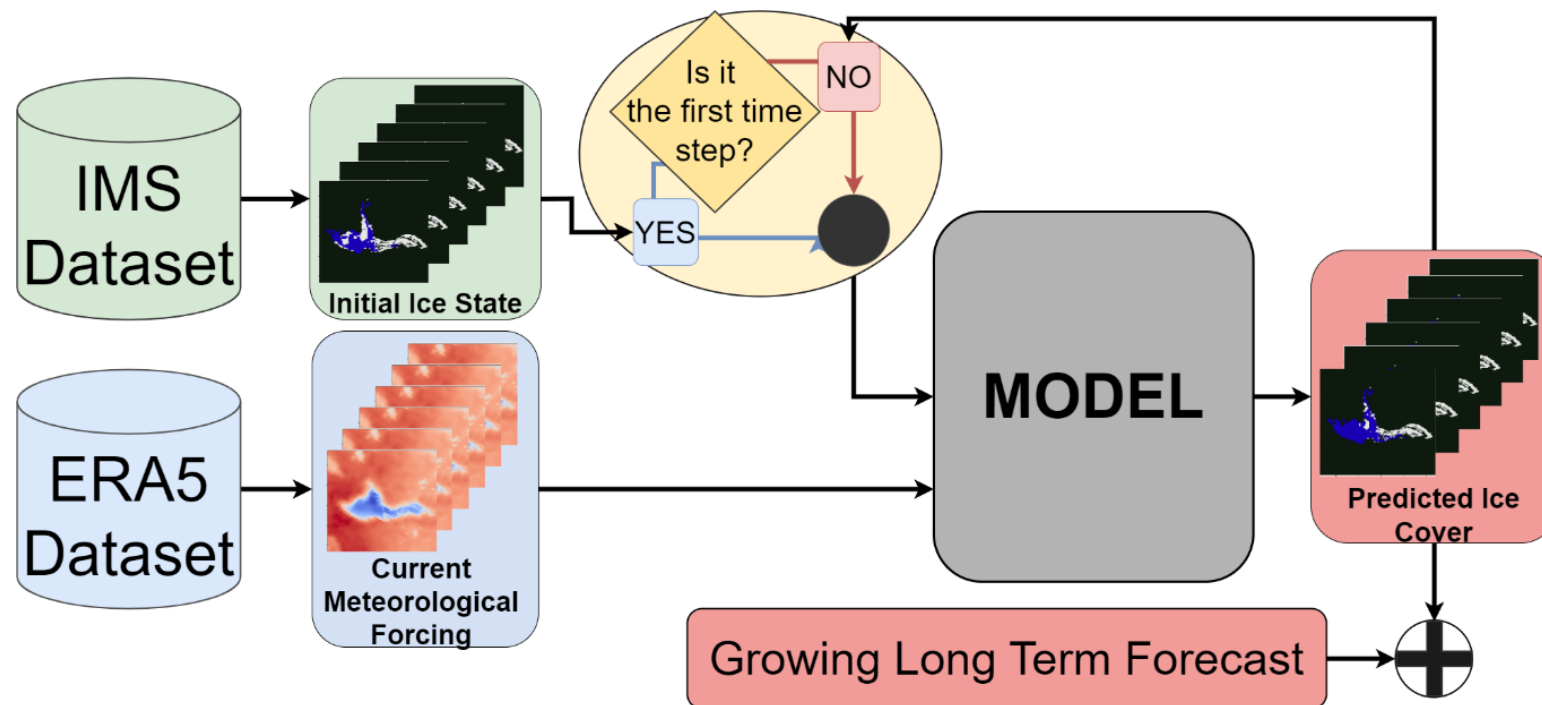 IMS
Dataset
Initial Ice State
Is it
the first time
step?
NO
YES
ERA5
Dataset
Current
Meteorological
Forcing
MODEL
Predicted Ice
Cover
Growing Long Term Forecast